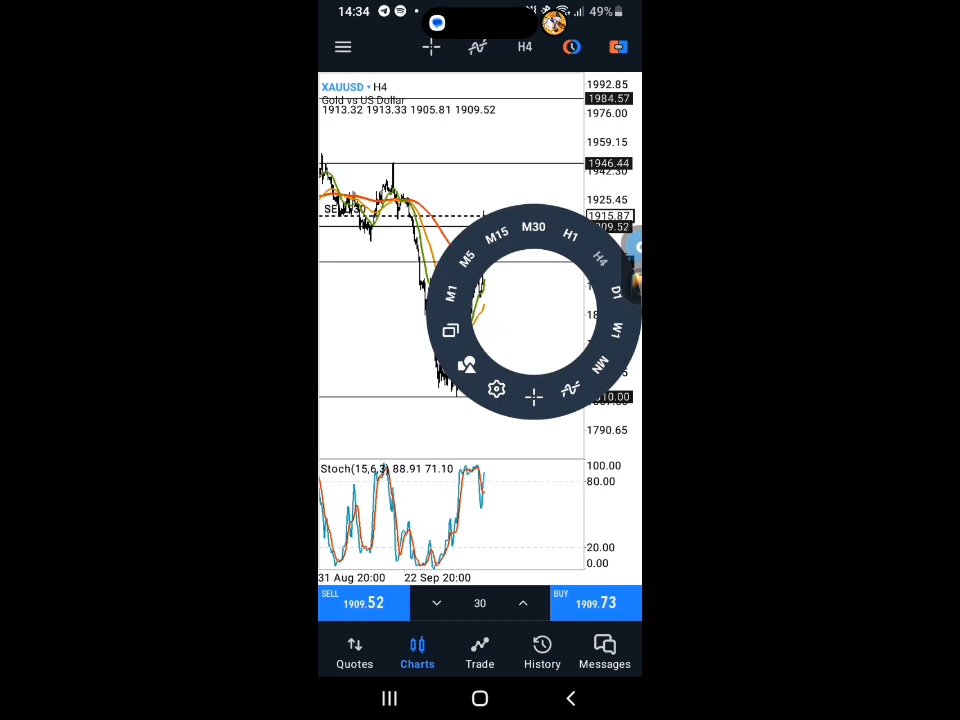 14:34 49%
H4
XAUUSD H4
Gold vs US Dollar
1913.32 1913.33 1905.81 1909.52
1992.85
1984.57
1976.00
1959.15
1946.44
1942.30
1925.45
1915.87
SELL 30
M1 M5 M15 M30 H1 H4 D1 W1 MN
1790.65
Stoch(15,6,3) 88.91 71.10
100.00
80.00
20.00
0.00
31 Aug 20:00 22 Sep 20:00
SELL
1909.52
30
BUY
1909.73
Quotes Charts Trade History Messages